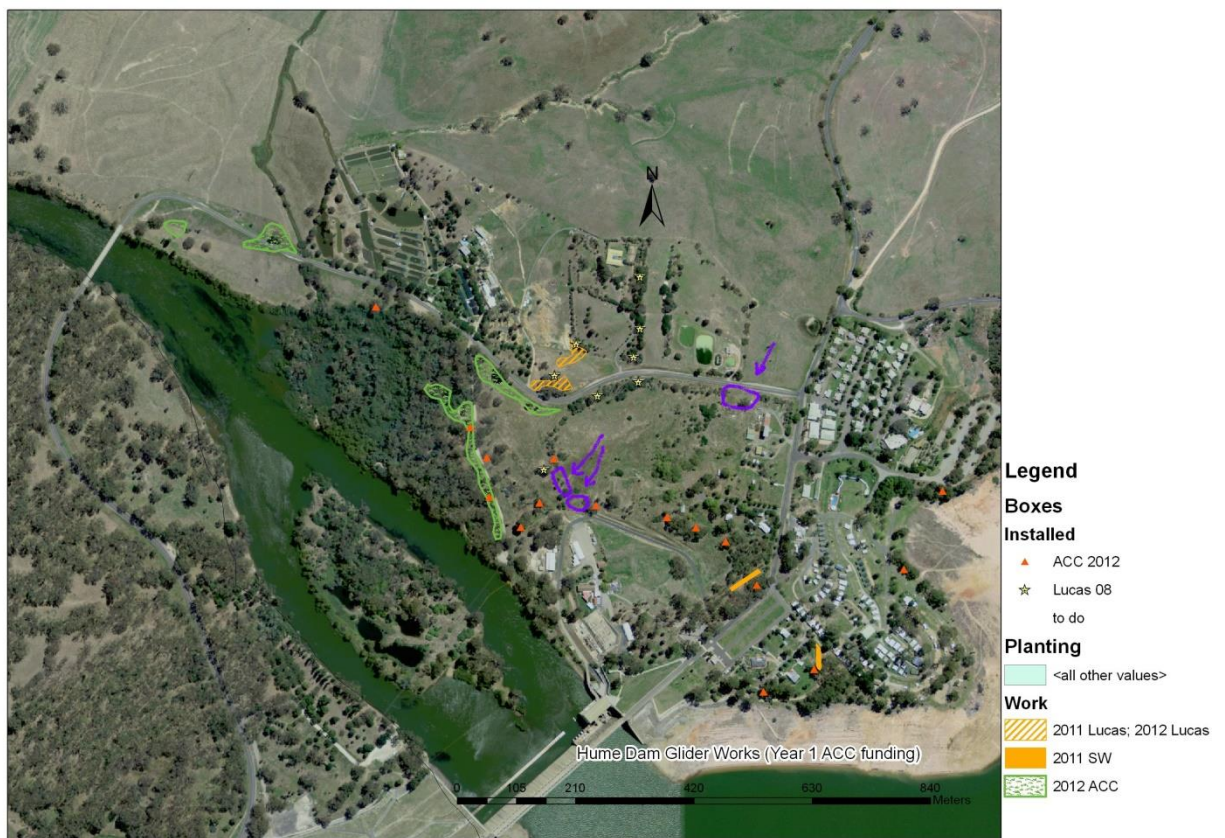 N
Hume Dam Glider Works (Year 1 ACC funding)
0 105 210 420 630 840
Meters
Legend
Boxes
Installed
ACC 2012
Lucas 08
to do
Planting
<all other values>
Work
2011 Lucas; 2012 Lucas
2011 SW
2012 ACC